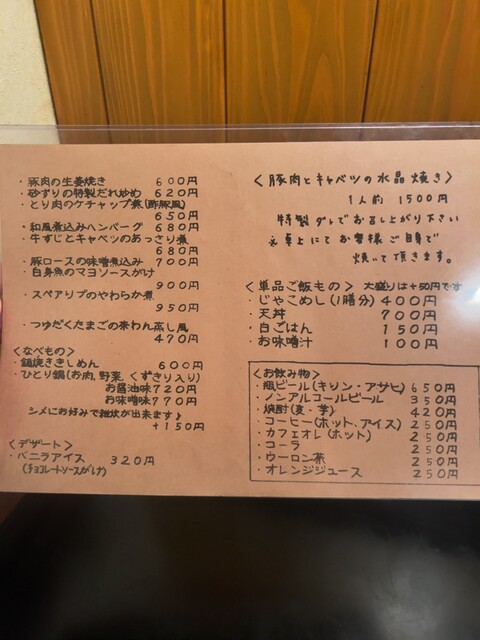 ・豚肉の生姜焼き 600円
・砂ずりの特製だれ炒め 620円
・とり肉のケチャップ煮(酢豚風)
650円
・和風煮込みハンバーグ 680円
・牛すじとキャベツのあっさり煮
680円
・豚ロースの味噌煮込み 700円
・白身魚のマヨソースがけ
900円
・スペアリブのやわらか煮
950円
・つゆだくたまごの茶わん蒸し風
470円
〈なべもの〉
・鍋焼ききしめん 600円
・ひとり鍋(お肉、野菜、くずきり入り)
お醤油味720円
お味噌味770円
シメにお好みで雑炊が出来ます♪
+150円
〈デザート〉
・バニラアイス 320円
(チョコレートソースがけ)
〈豚肉とキャベツの水晶焼き〉
1人前 1500円
特製ダレでお召し上がり下さい
※卓上にてお客様ご自身で
焼いて頂きます。
〈単品ご飯もの〉 大盛りは+50円です
・じゃこめし(1膳分)400円
・天丼 700円
・白ごはん 150円
・お味噌汁 100円
〈お飲み物〉
・瓶ビール(キリン・アサヒ) 650円
・ノンアルコールビール 350円
・焼酎(麦・芋) 420円
・コーヒー(ホット、アイス) 250円
・カフェオレ(ホット) 250円
・コーラ 250円
・ウーロン茶 250円
・オレンジジュース 250円